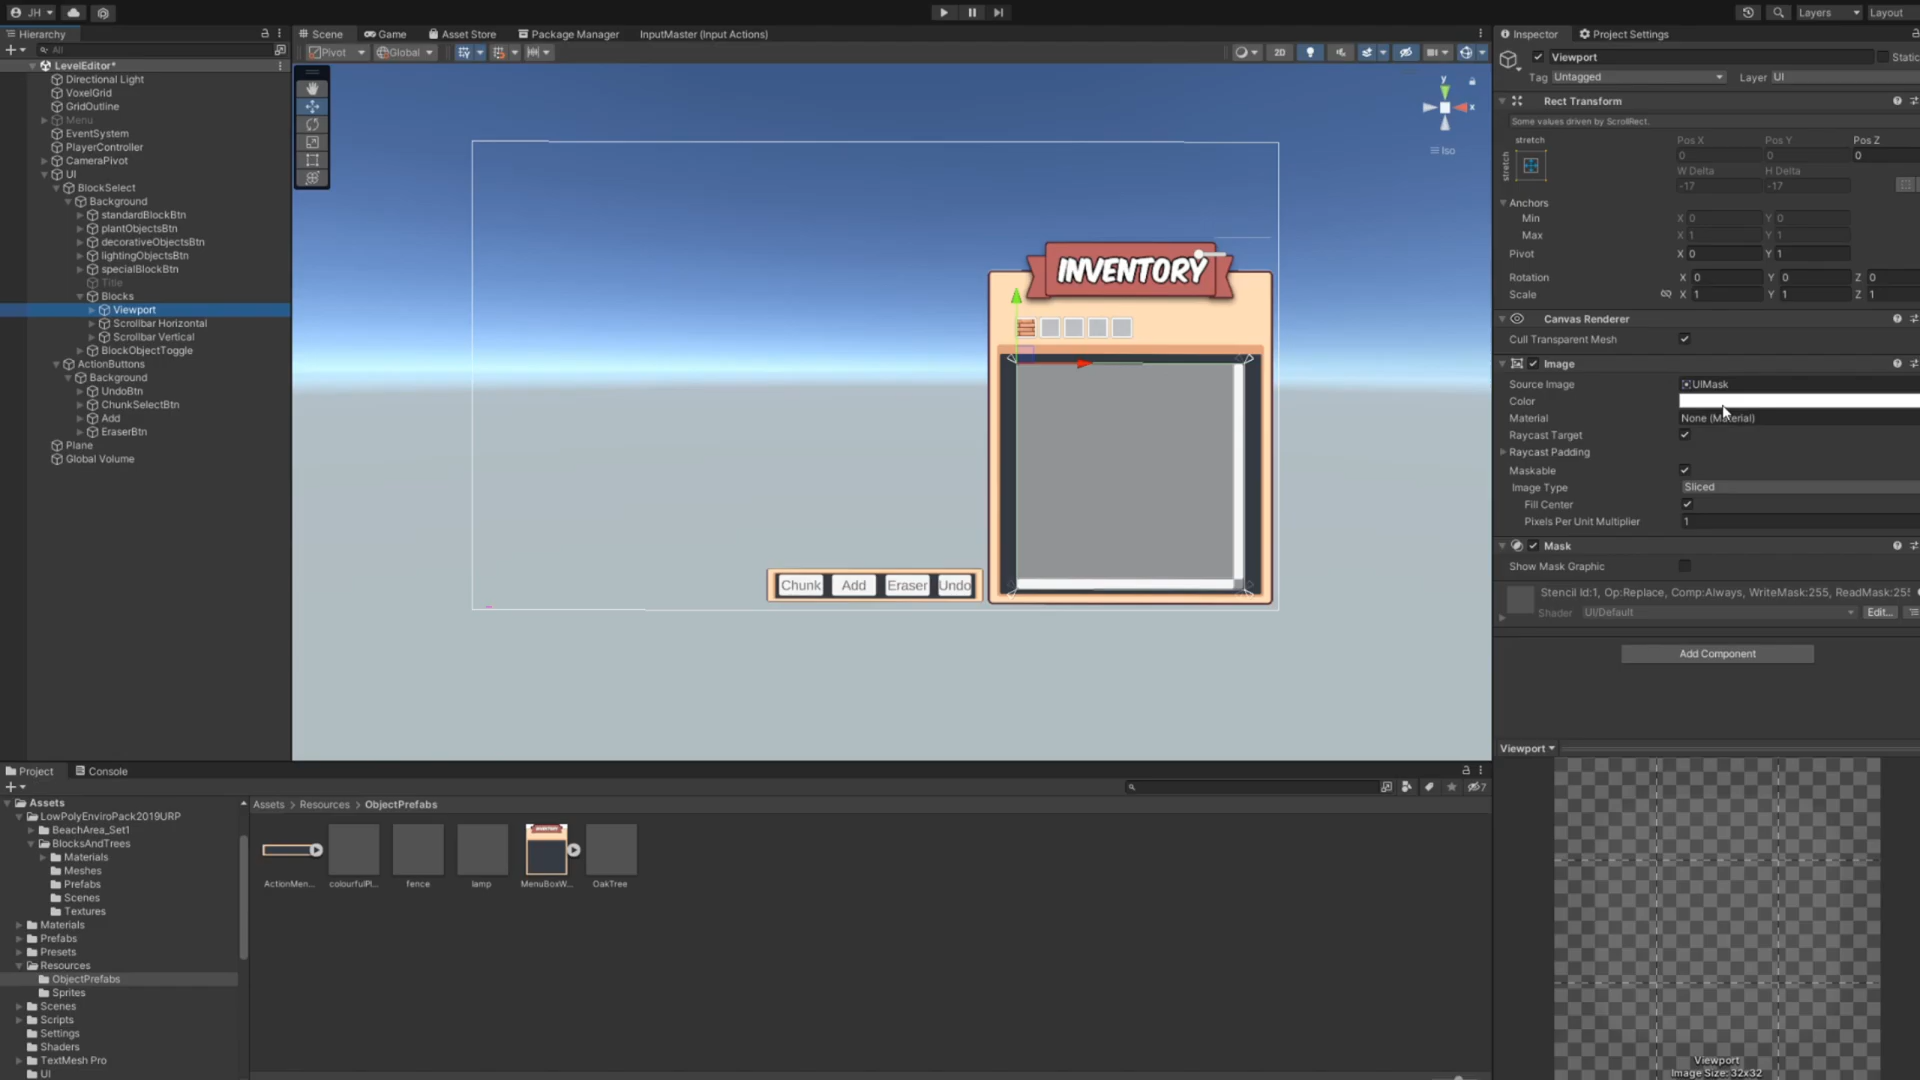 JH
Layers
Layout
Hierarchy
All
LevelEditor*
Directional Light
VoxelGrid
GridOutline
Menu
EventSystem
PlayerController
CameraPivot
UI
BlockSelect
Background
standardBlockBtn
plantObjectsBtn
decorativeObjectsBtn
lightingObjectsBtn
specialBlockBtn
Title
Blocks
Viewport
Scrollbar Horizontal
Scrollbar Vertical
BlockObjectToggle
ActionButtons
Background
UndoBtn
ChunkSelectBtn
Add
EraserBtn
Plane
Global Volume
Scene Game Asset Store Package Manager InputMaster (Input Actions)
Pivot Global 2D
y
x
Iso
INVENTORY
Chunk Add Eraser Undo
Inspector Project Settings
Viewport Static
Tag Untagged Layer UI
Rect Transform
Some values driven by ScrollRect.
stretch Pos X Pos Y Pos Z
stretch 0 0 0
W Delta H Delta
-17 -17
Anchors
Min X 0 Y 0
Max X 1 Y 1
Pivot X 0 Y 1
Rotation X 0 Y 0 Z 0
Scale X 1 Y 1 Z 1
Canvas Renderer
Cull Transparent Mesh
Image
Source Image UIMask
Color
Material None (Material)
Raycast Target
Raycast Padding
Maskable
Image Type Sliced
Fill Center
Pixels Per Unit Multiplier 1
Mask
Show Mask Graphic
Stencil Id:1, Op:Replace, Comp:Always, WriteMask:255, ReadMask:255
Shader UI/Default Edit...
Add Component
Viewport
Viewport
Image Size: 32x32
Project Console
7
Assets
LowPolyEnviroPack2019URP
BeachArea_Set1
BlocksAndTrees
Materials
Meshes
Prefabs
Scenes
Textures
Materials
Prefabs
Presets
Resources
ObjectPrefabs
Sprites
Scenes
Scripts
Settings
Shaders
TextMesh Pro
UI
Assets > Resources > ObjectPrefabs
ActionMen... colourfulPl... fence lamp MenuBoxW... OakTree